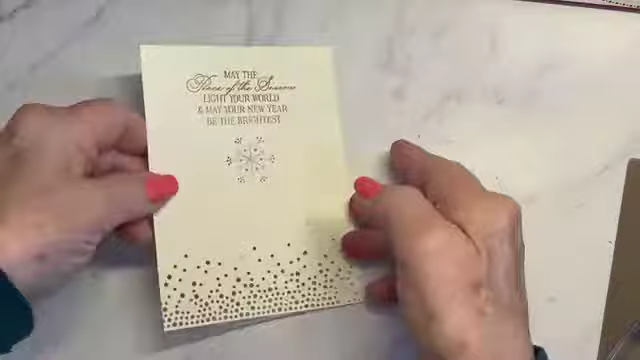 MAY THE
Peace of the Season
LIGHT YOUR WORLD
& MAY YOUR NEW YEAR
BE THE BRIGHTEST